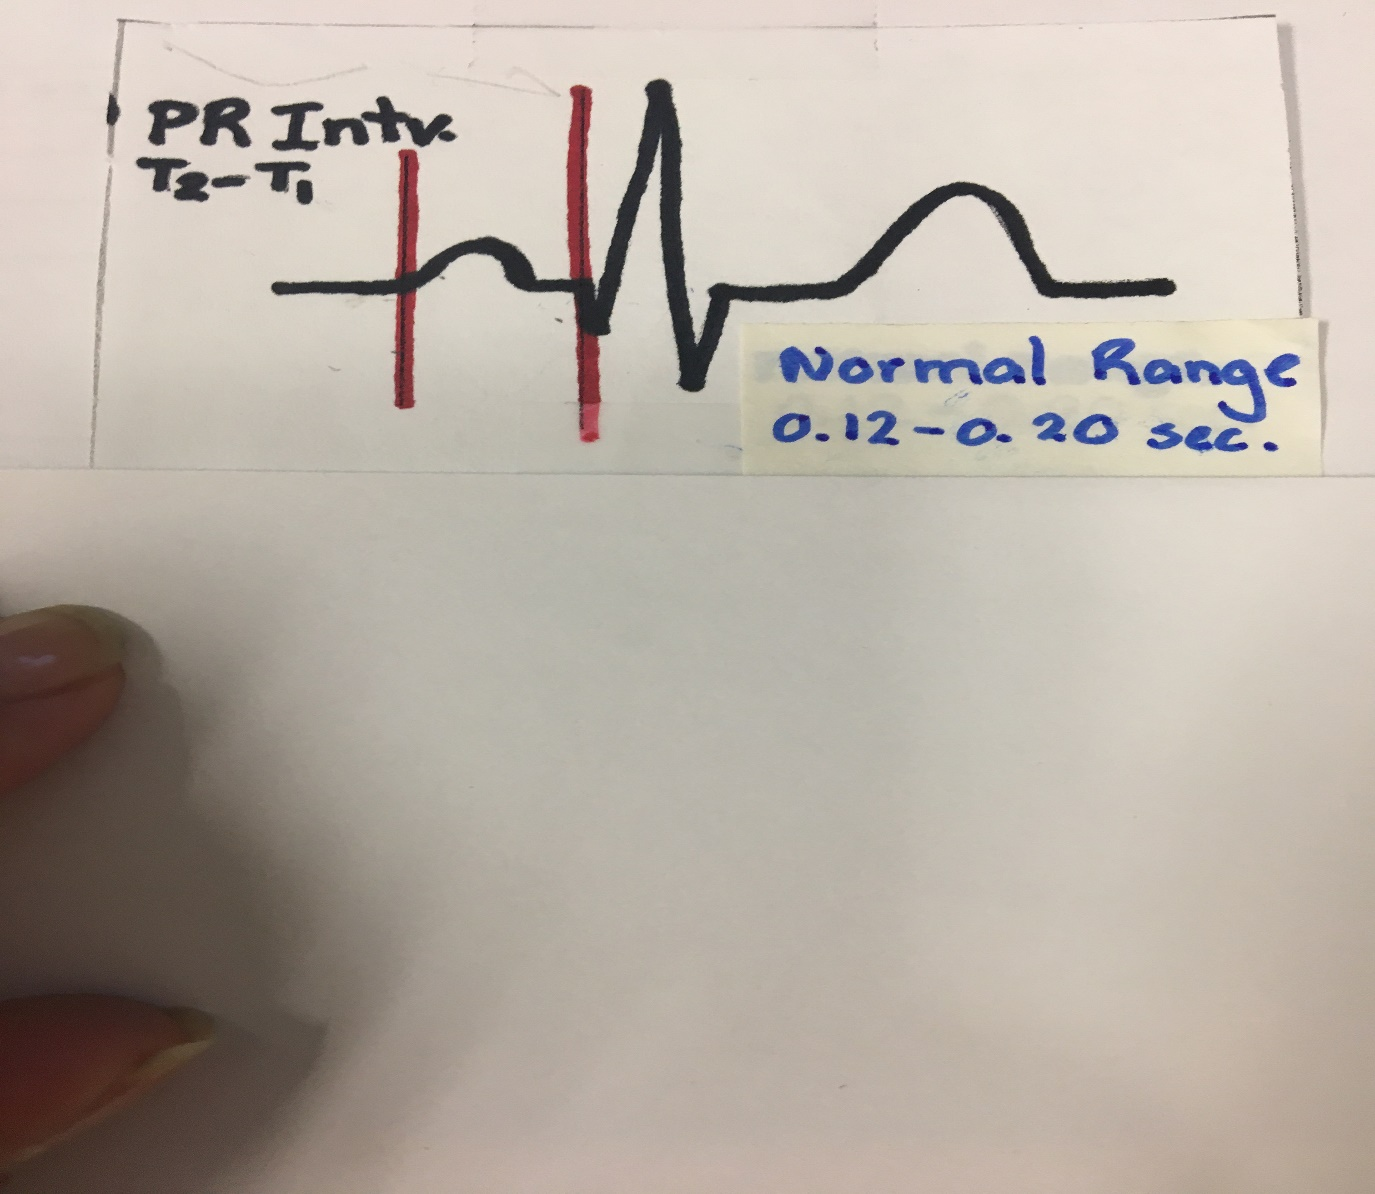 PR Intv.
T2-T1
Normal Range
0.12-0.20 sec.